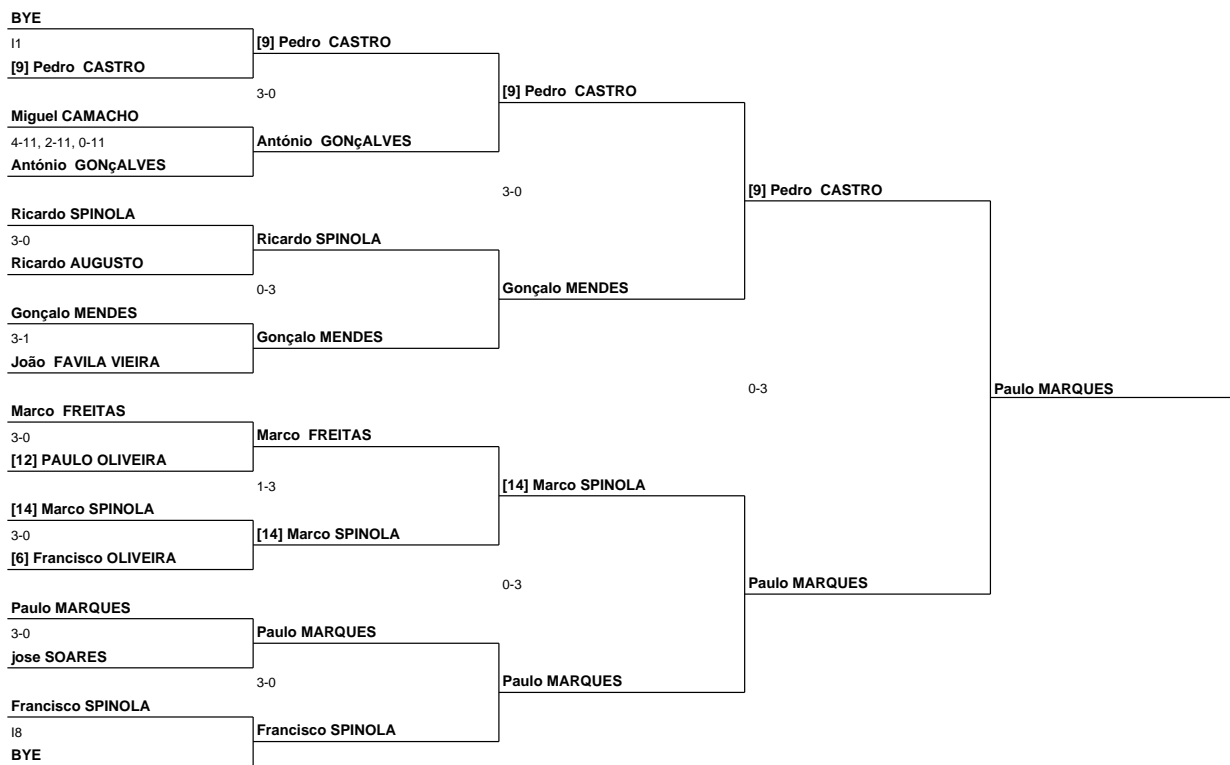 BYE
I1
[9] Pedro CASTRO
Miguel CAMACHO
4-11, 2-11, 0-11
António GONçALVES
Ricardo SPINOLA
3-0
Ricardo AUGUSTO
Gonçalo MENDES
3-1
João FAVILA VIEIRA
Marco FREITAS
3-0
[12] PAULO OLIVEIRA
[14] Marco SPINOLA
3-0
[6] Francisco OLIVEIRA
Paulo MARQUES
3-0
jose SOARES
Francisco SPINOLA
I8
BYE
[9] Pedro CASTRO
3-0
António GONçALVES
Ricardo SPINOLA
0-3
Gonçalo MENDES
Marco FREITAS
1-3
[14] Marco SPINOLA
Paulo MARQUES
3-0
Francisco SPINOLA
[9] Pedro CASTRO
3-0
Gonçalo MENDES
[14] Marco SPINOLA
0-3
Paulo MARQUES
[9] Pedro CASTRO
0-3
Paulo MARQUES
Paulo MARQUES